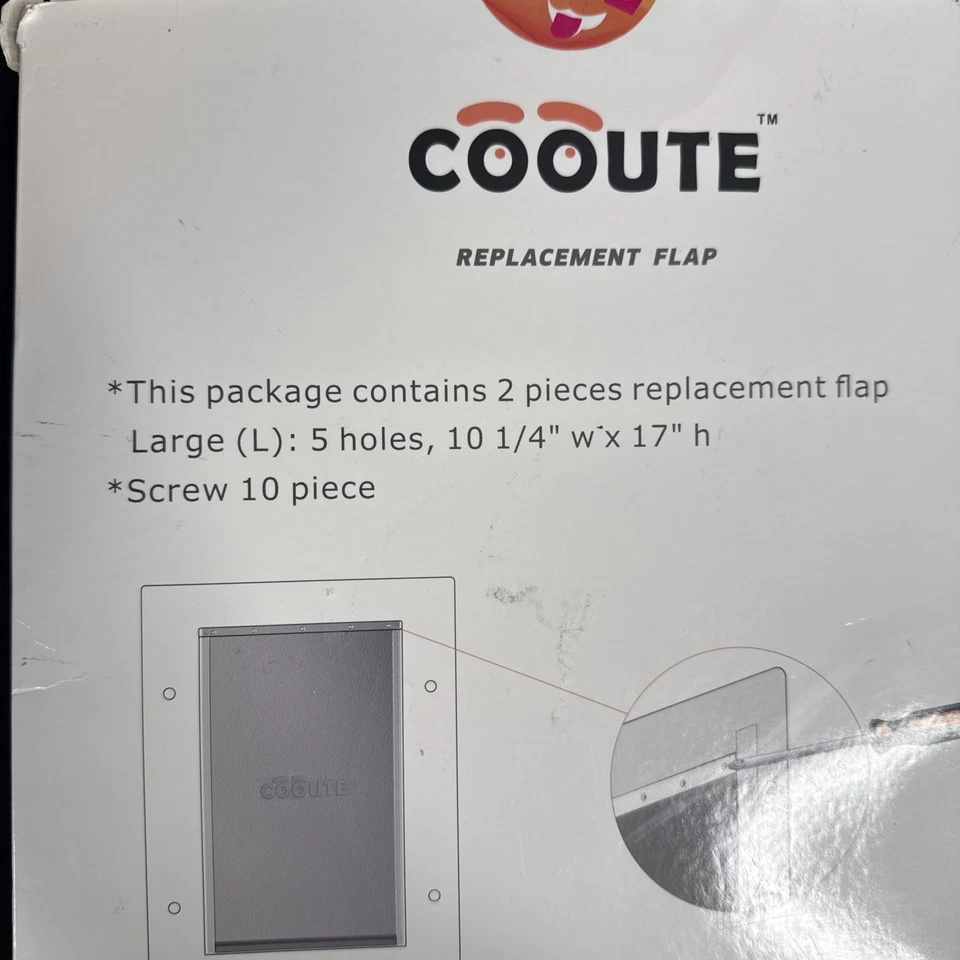 COOUTE™
REPLACEMENT FLAP
*This package contains 2 pieces replacement flap
Large (L): 5 holes, 10 1/4" w x 17" h
*Screw 10 piece
COOUTE